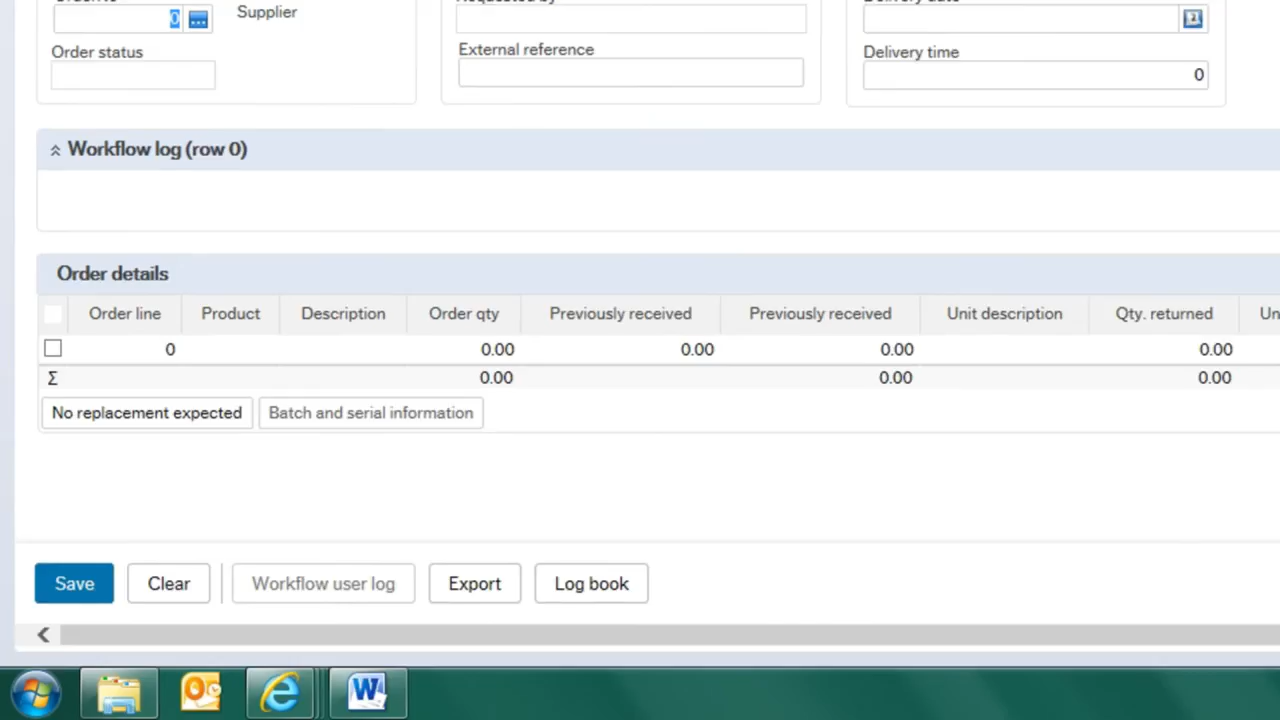 0
Supplier
Order status
External reference
Delivery time
0
Workflow log (row 0)
Order details
Order line Product Description Order qty Previously received Previously received Unit description Qty. returned Un
0 0.00 0.00 0.00 0.00
Σ 0.00 0.00 0.00
No replacement expected Batch and serial information
Save Clear Workflow user log Export Log book